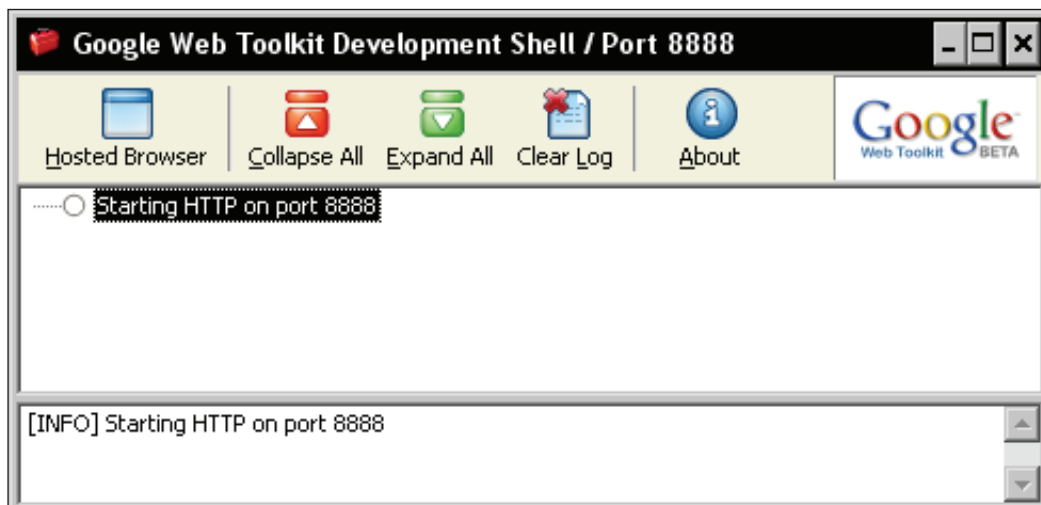 Google Web Toolkit Development Shell / Port 8888
Hosted Browser Collapse All Expand All Clear Log About
Google
Web Toolkit BETA
Starting HTTP on port 8888
[INFO] Starting HTTP on port 8888